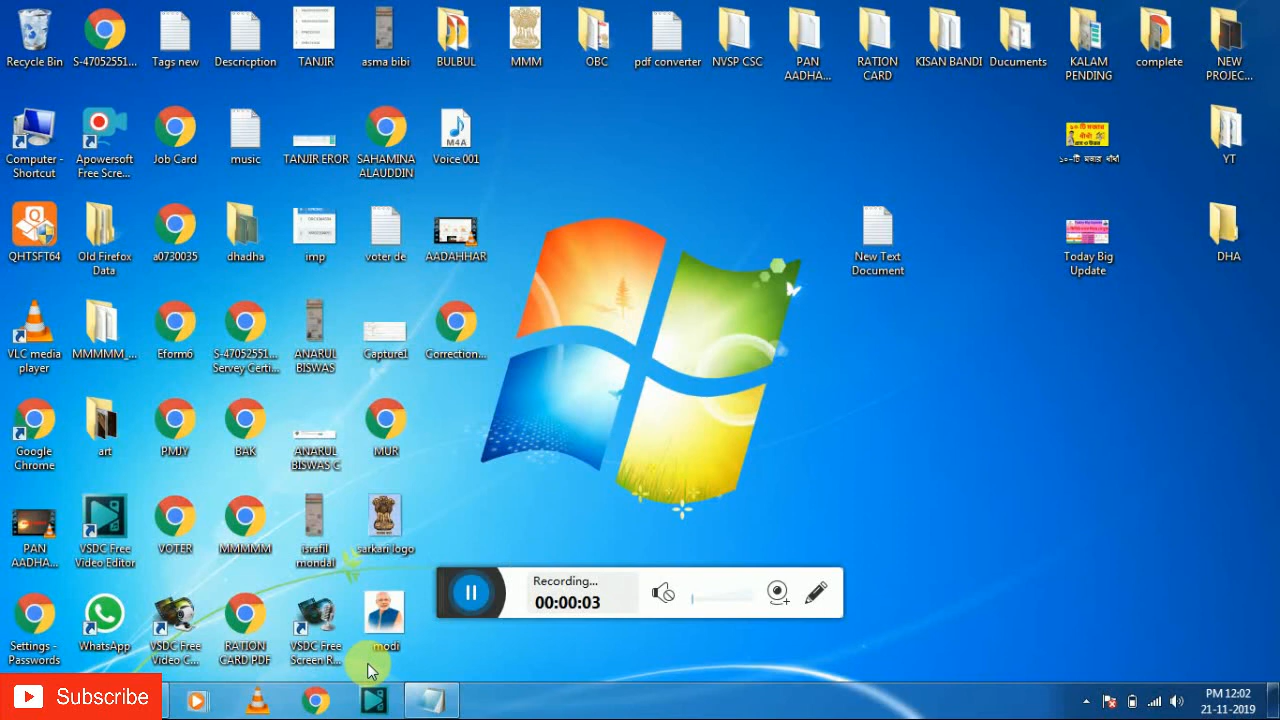 Recycle Bin
S-47052551...
Tags new
Descricption
TANJIR
asma bibi
BULBUL
MMM
OBC
pdf converter
NVSP CSC
PAN
AADHA...
RATION
CARD
KISAN BANDI
Ducuments
KALAM
PENDING
complete
NEW
PROJEC...
Computer -
Shortcut
Apowersoft
Free Scre...
Job Card
music
TANJIR EROR
SAHAMINA
ALAUDDIN
M4A
Voice 001
১০-টি মজার ধাঁধাঁ
YT
QHTSFT64
Old Firefox
Data
a0730035
dhadha
imp
voter de
AADAHHAR
New Text
Document
Today Big
Update
DHA
VLC media
player
MMMMM_...
Eform6
S-47052551...
Servey Certi...
ANARUL
BISWAS
Capture1
Correction...
Google
Chrome
art
PMJY
BAK
ANARUL
BISWAS C
MUR
PAN
AADHA...
VSDC Free
Video Editor
VOTER
MMMMM
israfil
mondal
sarkari logo
Recording...
00:00:03
Settings -
Passwords
WhatsApp
VSDC Free
Video C...
RATION
CARD PDF
VSDC Free
Screen R...
modi
Subscribe
PM 12:02
21-11-2019